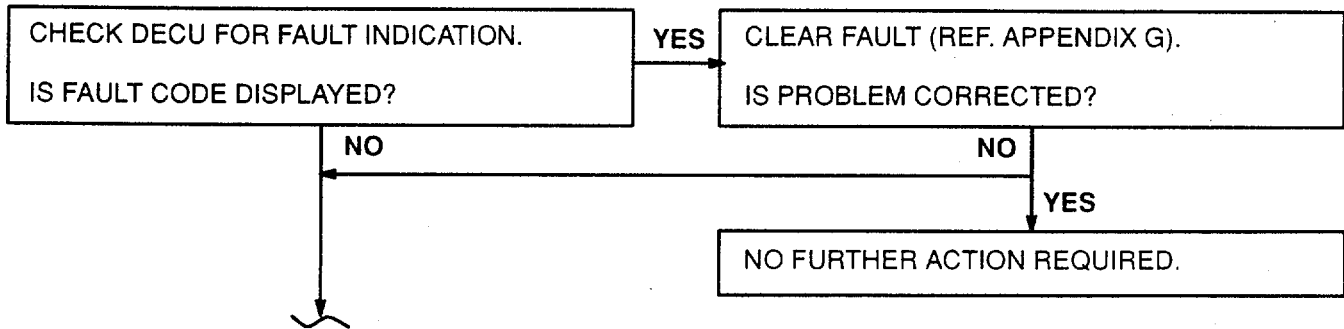 CHECK DECU FOR FAULT INDICATION.
IS FAULT CODE DISPLAYED?
YES
CLEAR FAULT (REF. APPENDIX G).
IS PROBLEM CORRECTED?
NO
NO
YES
NO FURTHER ACTION REQUIRED.